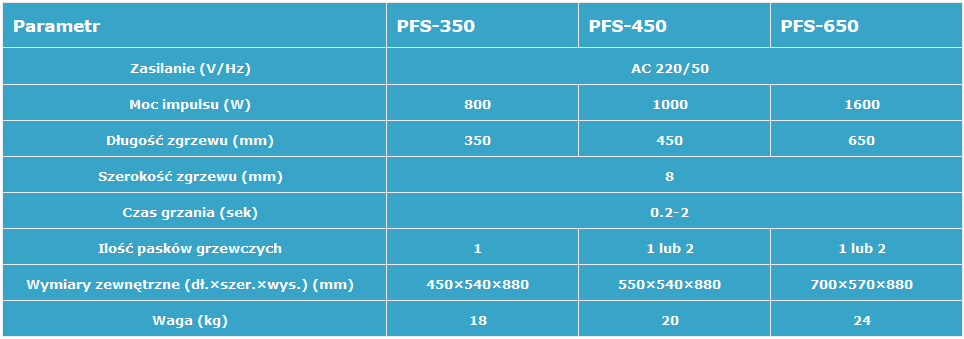 Parametr PFS-350 PFS-450 PFS-650
Zasilanie (V/Hz) AC 220/50
Moc impulsu (W) 800 1000 1600
Długość zgrzewu (mm) 350 450 650
Szerokość zgrzewu (mm) 8
Czas grzania (sek) 0.2-2
Ilość pasków grzewczych 1 1 lub 2 1 lub 2
Wymiary zewnętrzne (dł.×szer.×wys.) (mm) 450×540×880 550×540×880 700×570×880
Waga (kg) 18 20 24